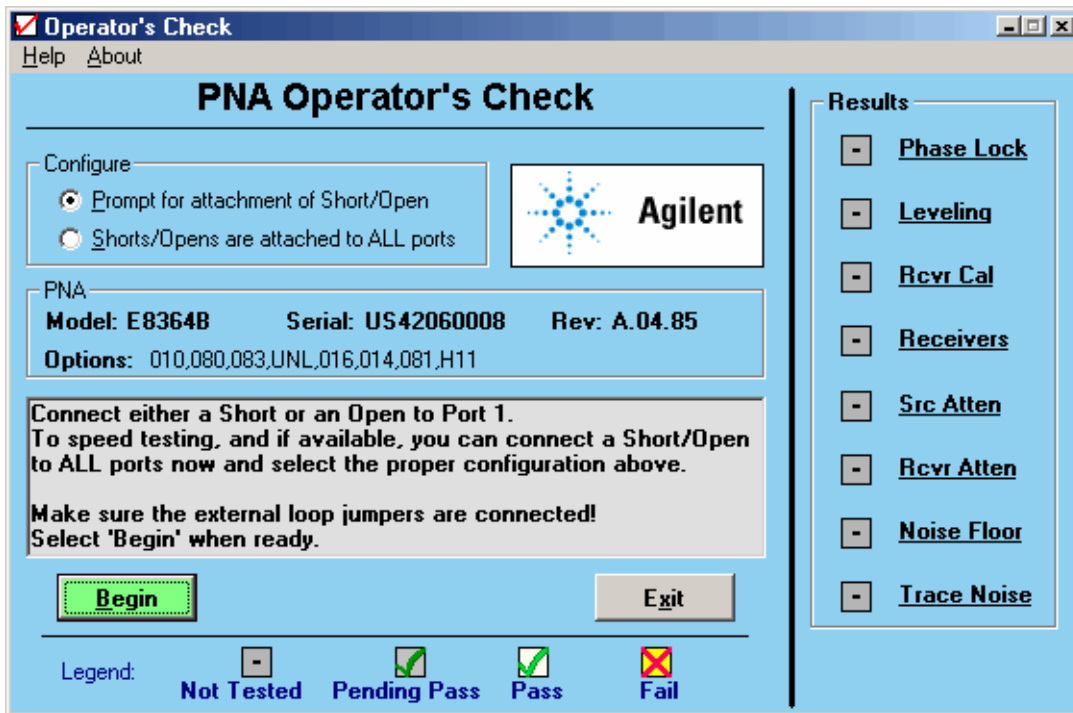 Operator's Check
Help About
PNA Operator's Check
Configure
Prompt for attachment of Short/Open
Shorts/Opens are attached to ALL ports
Agilent
PNA
Model: E8364B Serial: US42060008 Rev: A.04.85
Options: 010,080,083,UNL,016,014,081,H11
Connect either a Short or an Open to Port 1.
To speed testing, and if available, you can connect a Short/Open
to ALL ports now and select the proper configuration above.
Make sure the external loop jumpers are connected!
Select 'Begin' when ready.
Begin
Exit
Legend:
- Not Tested
Pending Pass
Pass
Fail
Results
- Phase Lock
- Leveling
- Rcvr Cal
- Receivers
- Src Atten
- Rcvr Atten
- Noise Floor
- Trace Noise